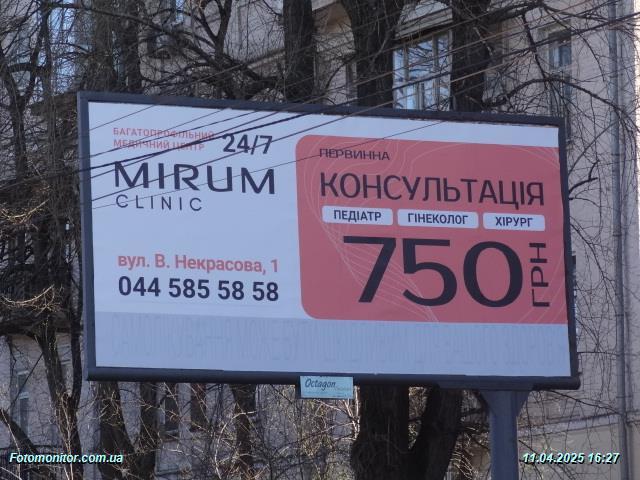 БАГАТОПРОФІЛЬНИЙ
МЕДИЧНИЙ ЦЕНТР
24/7
MIRUM
CLINIC
вул. В. Некрасова, 1
044 585 58 58
ПЕРВИННА
КОНСУЛЬТАЦІЯ
ПЕДІАТР ГІНЕКОЛОГ ХІРУРГ
750 ГРН
Octagon
Fotomonitor.com.ua
11.04.2025 16:27